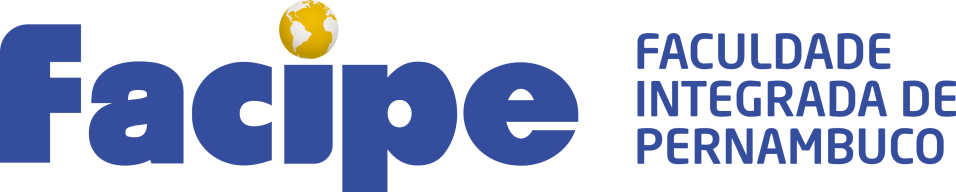 facipe
FACULDADE
INTEGRADA DE
PERNAMBUCO